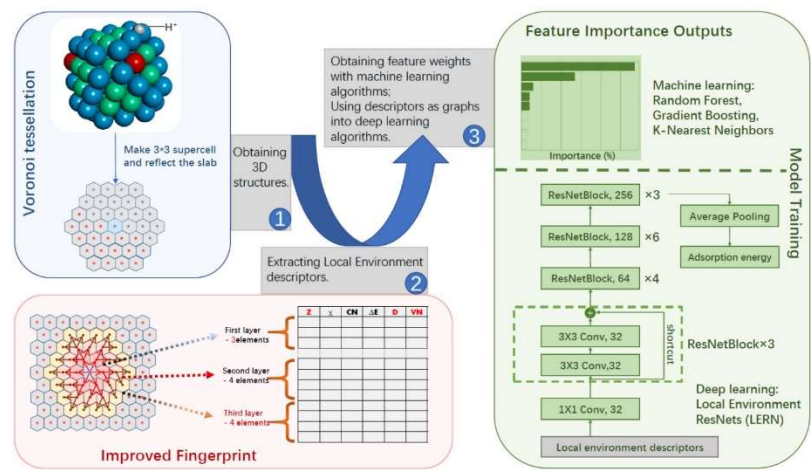 Voronoi tessellation
H⁺
Make 3*3 supercell
and reflect the slab
Obtaining
3D
structures.
1
Extracting Local Environment
descriptors.
2
Obtaining feature weights
with machine learning
algorithms;
Using descriptors as graphs
into deep learning
algorithms.
3
First layer
- 3elements
Second layer
- 4 elements
Third layer
- 4 elements
Z χ CN ΔE D VN
Improved Fingerprint
Feature Importance Outputs
Importance (%)
Machine learning:
Random Forest,
Gradient Boosting,
K-Nearest Neighbors
Model Training
ResNetBlock, 256 ×3
Average Pooling
ResNetBlock, 128 ×6
Adsorption energy
ResNetBlock, 64 ×4
+
3X3 Conv, 32
shortcut
ResNetBlock×3
3X3 Conv,32
1X1 Conv, 32
Deep learning:
Local Environment
ResNets (LERN)
Local environment descriptors